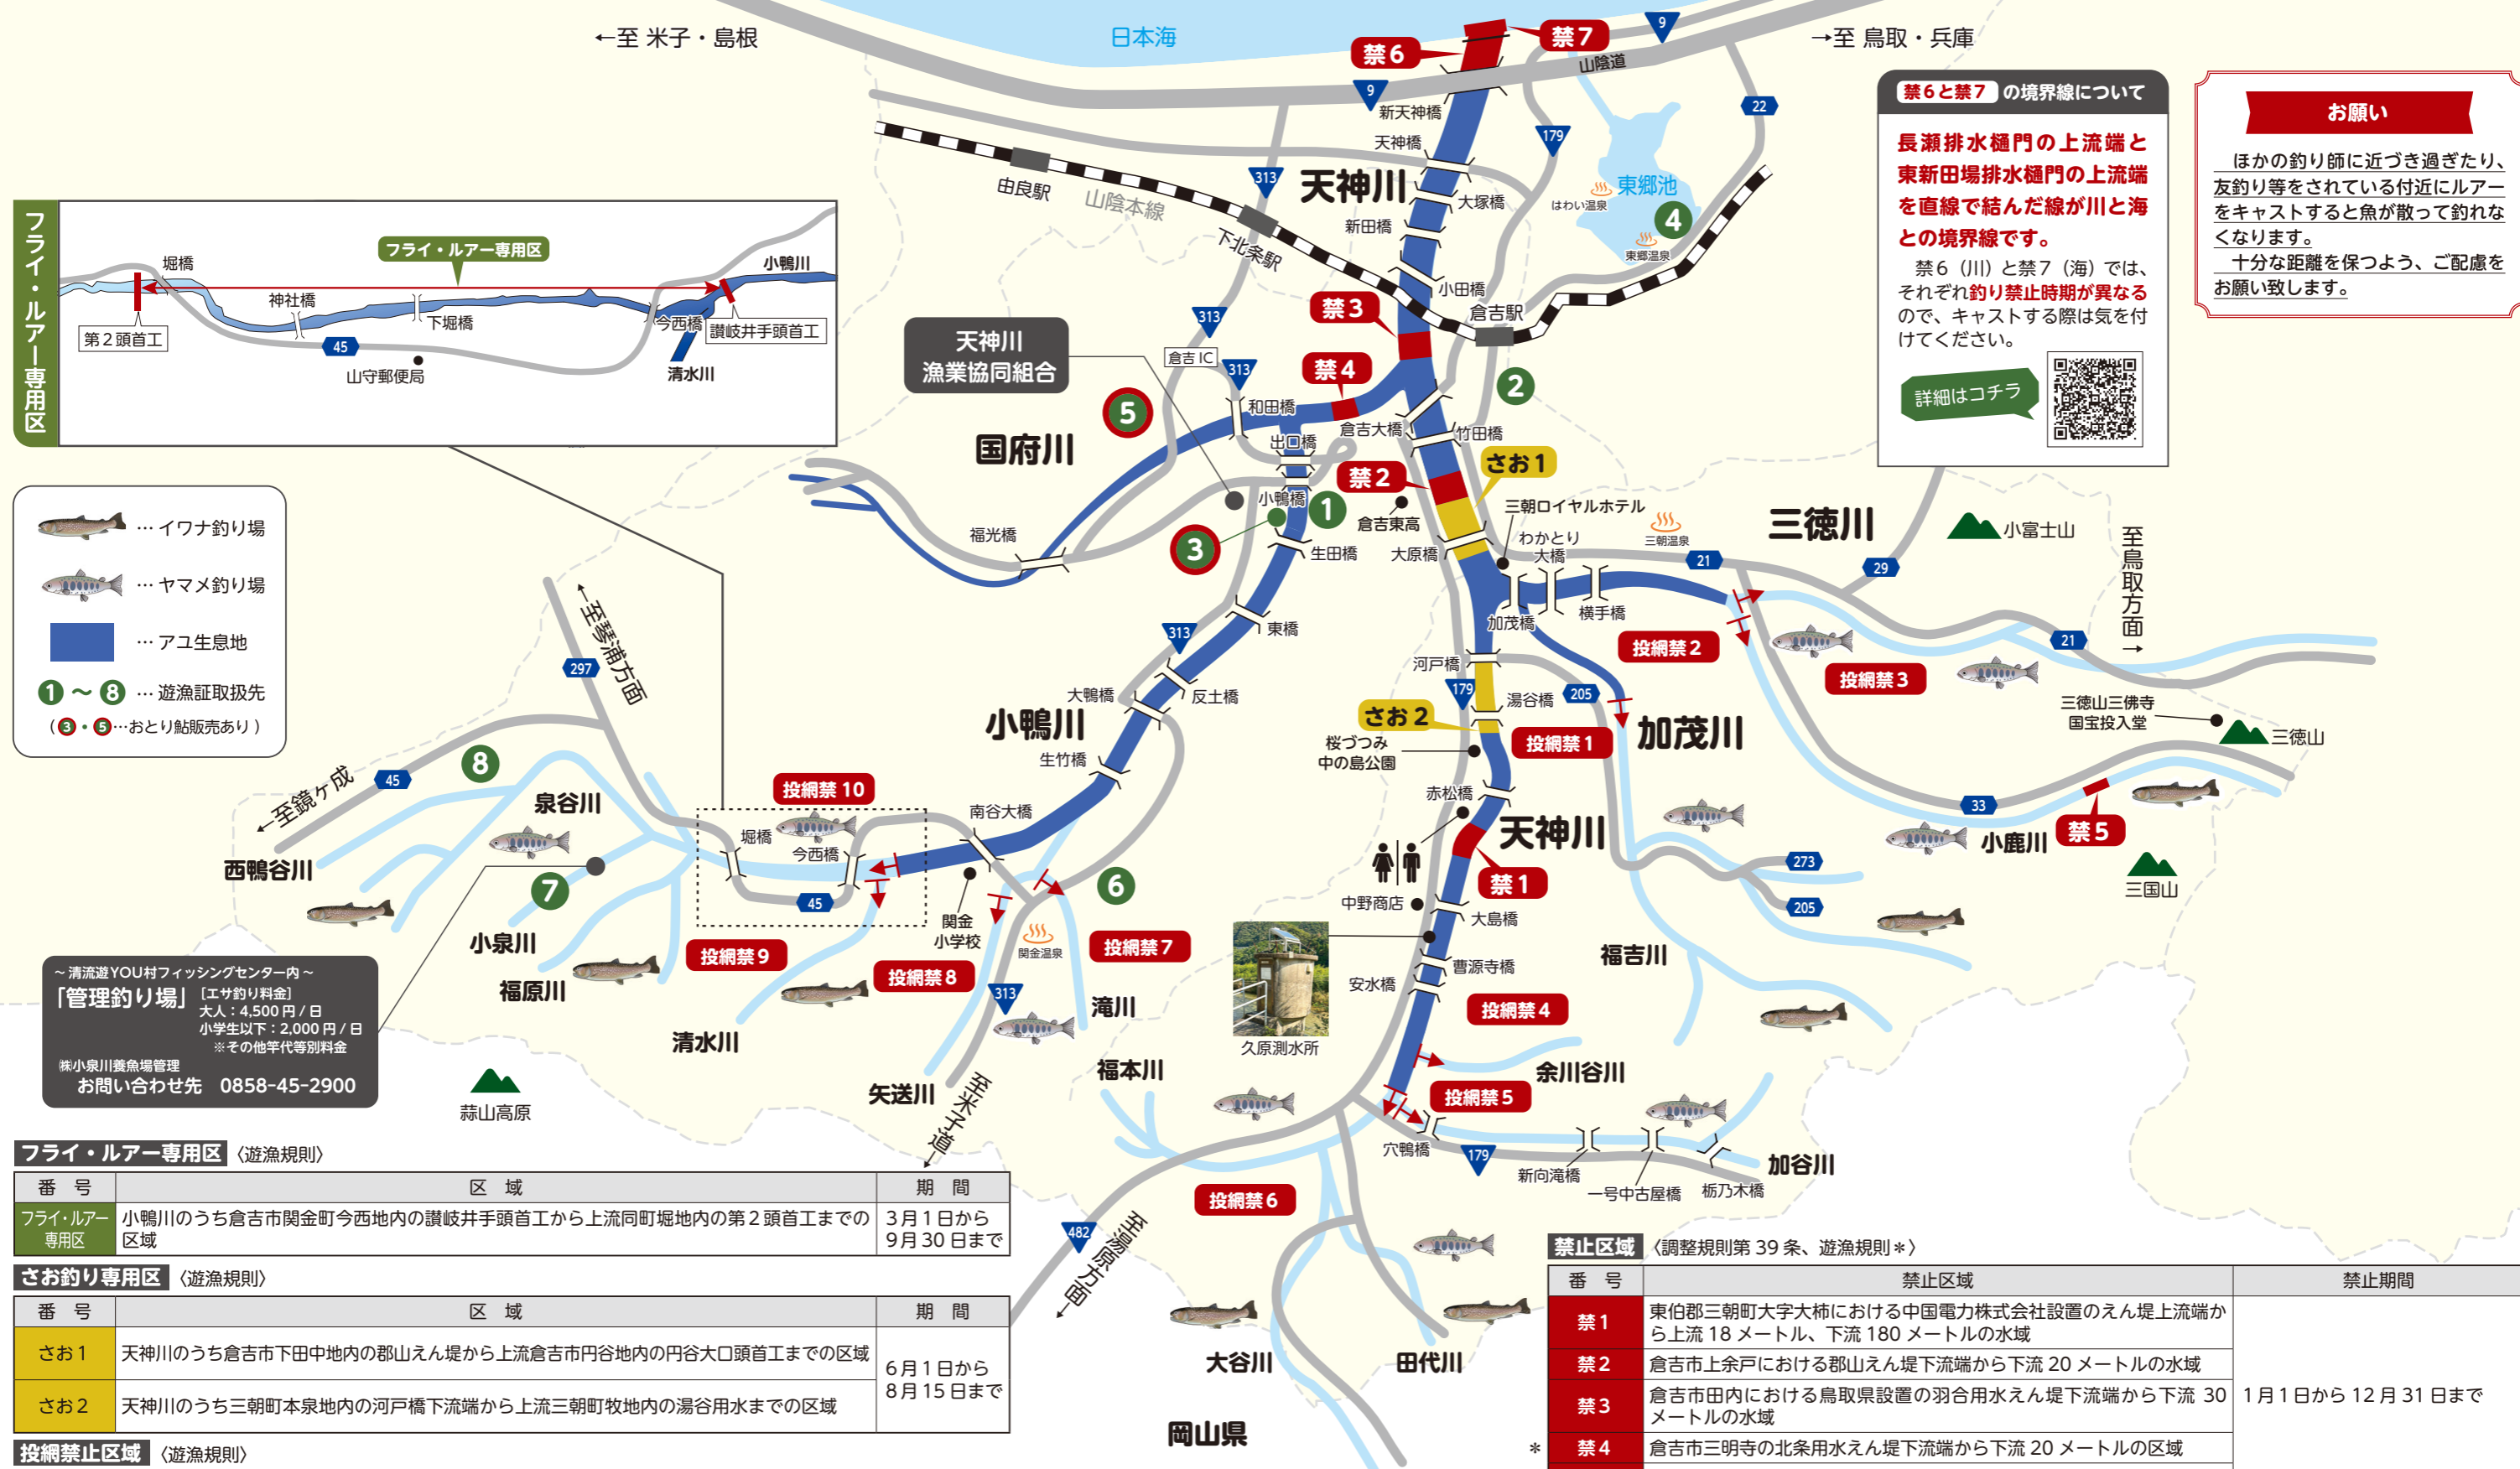 ←至 米子・島根
日本海
→至 鳥取・兵庫
禁6
禁7
9
山陰道
9
新天神橋
天神橋
179
22
313
天神川
大塚橋
新田橋
はわい温泉
東郷池
4
東郷温泉
由良駅
山陰本線
下北条駅
小田橋
禁3
倉吉駅
313
倉吉 IC
313
禁4
2
天神川
漁業協同組合
5
和田橋
国府川
出口橋
倉吉大橋
竹田橋
さお1
禁2
小鴨橋
1
倉吉東高
3
福光橋
生田橋
大原橋
三朝ロイヤルホテル
わかとり
大橋
三朝温泉
三徳川
21
29
小富士山
至鳥取方面→
禁6と禁7 の境界線について
長瀬排水樋門の上流端と
東新田場排水樋門の上流端
を直線で結んだ線が川と海
との境界線です。
禁6(川)と禁7(海)では、
それぞれ釣り禁止時期が異なる
ので、キャストする際は気を付
けてください。
詳細はコチラ
お願い
ほかの釣り師に近づき過ぎたり、
友釣り等をされている付近にルアー
をキャストすると魚が散って釣れな
くなります。
十分な距離を保つよう、ご配慮を
お願い致します。
フライ・ルアー専用区
堀橋
フライ・ルアー専用区
小鴨川
神社橋
下堀橋
今西橋
讃岐井手頭首工
第2頭首工
45
山守郵便局
清水川
… イワナ釣り場
… ヤマメ釣り場
… アユ生息地
1 〜 8 … 遊漁証取扱先
(3・5…おとり鮎販売あり)
←至琴浦方面
297
東橋
313
大鴨橋
反土橋
小鴨川
生竹橋
加茂橋
横手橋
投網禁2
21
投網禁3
河戸橋
179
205
湯谷橋
さお2
桜づつみ
中の島公園
投網禁1
加茂川
三徳山三佛寺
国宝投入堂
三徳山
赤松橋
天神川
33
小鹿川
禁5
三国山
禁1
273
205
中野商店
大島橋
曹源寺橋
安水橋
福吉川
久原測水所
投網禁4
余川谷川
投網禁5
穴鴨橋
179
新向滝橋
一号中古屋橋
栃乃木橋
加谷川
投網禁6
8
45
←至鏡ヶ成
泉谷川
西鴨谷川
7
小泉川
福原川
投網禁10
堀橋
今西橋
45
南谷大橋
関金
小学校
関金温泉
6
投網禁9
投網禁8
投網禁7
清水川
313
滝川
矢送川
福本川
至米子道→
482
至湯原方面→
大谷川
田代川
岡山県
〜清流遊YOU村フィッシングセンター内〜
「管理釣り場」[エサ釣り料金]
大人:4,500円/日
小学生以下:2,000円/日
※その他竿代等別料金
㈱小泉川養魚場管理
お問い合わせ先 0858-45-2900
蒜山高原
フライ・ルアー専用区 〈遊漁規則〉
番 号 区 域 期 間
フライ・ルアー専用区 小鴨川のうち倉吉市関金町今西地内の讃岐井手頭首工から上流同町堀地内の第2頭首工までの
区域
3月1日から
9月30日まで
さお釣り専用区 〈遊漁規則〉
番 号 区 域 期 間
さお1 天神川のうち倉吉市下田中地内の郡山えん堤から上流倉吉市円谷地内の円谷大口頭首工までの区域
さお2 天神川のうち三朝町本泉地内の河戸橋下流端から上流三朝町牧地内の湯谷用水までの区域
6月1日から
8月15日まで
投網禁止区域 〈遊漁規則〉
禁止区域 〈調整規則第39条、遊漁規則＊〉
番 号 禁止区域 禁止期間
禁1 東伯郡三朝町大字大柿における中国電力株式会社設置のえん堤上流端か
ら上流18メートル、下流180メートルの水域
禁2 倉吉市上余戸における郡山えん堤下流端から下流20メートルの水域
禁3 倉吉市田内における鳥取県設置の羽合用水えん堤下流端から下流30
メートルの水域
1月1日から12月31日まで
＊ 禁4 倉吉市三明寺の北条用水えん堤下流端から下流20メートルの区域